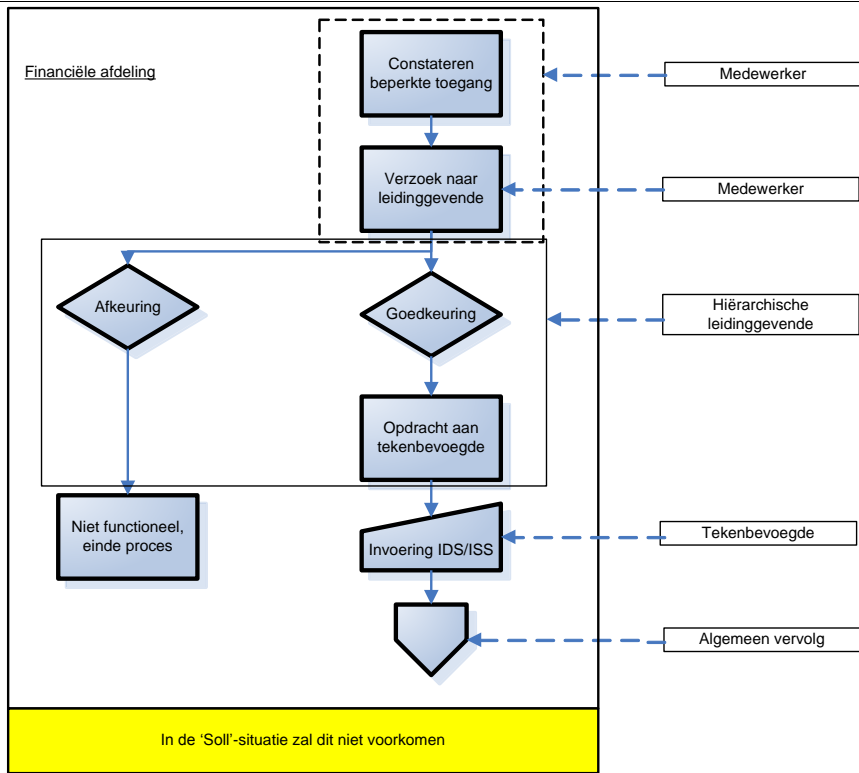 Financiële afdeling
Constateren
beperkte toegang
Medewerker
Verzoek naar
leidinggevende
Medewerker
Afkeuring
Goedkeuring
Hiërarchische
leidinggevende
Opdracht aan
tekenbevoegde
Niet functioneel,
einde proces
Invoering IDS/ISS
Tekenbevoegde
Algemeen vervolg
In de ‘Soll’-situatie zal dit niet voorkomen